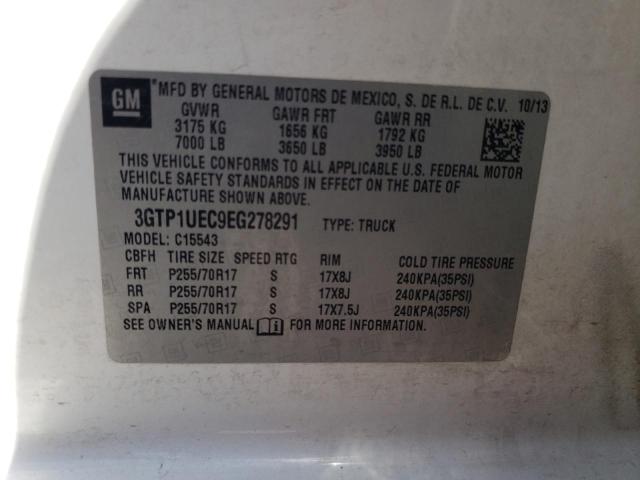 GM *MFD BY GENERAL MOTORS DE MEXICO, S. DE R.L. DE C.V. 10/13
GVWR GAWR FRT GAWR RR
3175 KG 1656 KG 1792 KG
7000 LB 3650 LB 3950 LB
THIS VEHICLE CONFORMS TO ALL APPLICABLE U.S. FEDERAL MOTOR
VEHICLE SAFETY STANDARDS IN EFFECT ON THE DATE OF
MANUFACTURE SHOWN ABOVE.
3GTP1UEC9EG278291 TYPE: TRUCK
MODEL: C15543
CBFH TIRE SIZE SPEED RTG RIM COLD TIRE PRESSURE
FRT P255/70R17 S 17X8J 240KPA(35PSI)
RR P255/70R17 S 17X8J 240KPA(35PSI)
SPA P255/70R17 S 17X7.5J 240KPA(35PSI)
SEE OWNER'S MANUAL i FOR MORE INFORMATION.